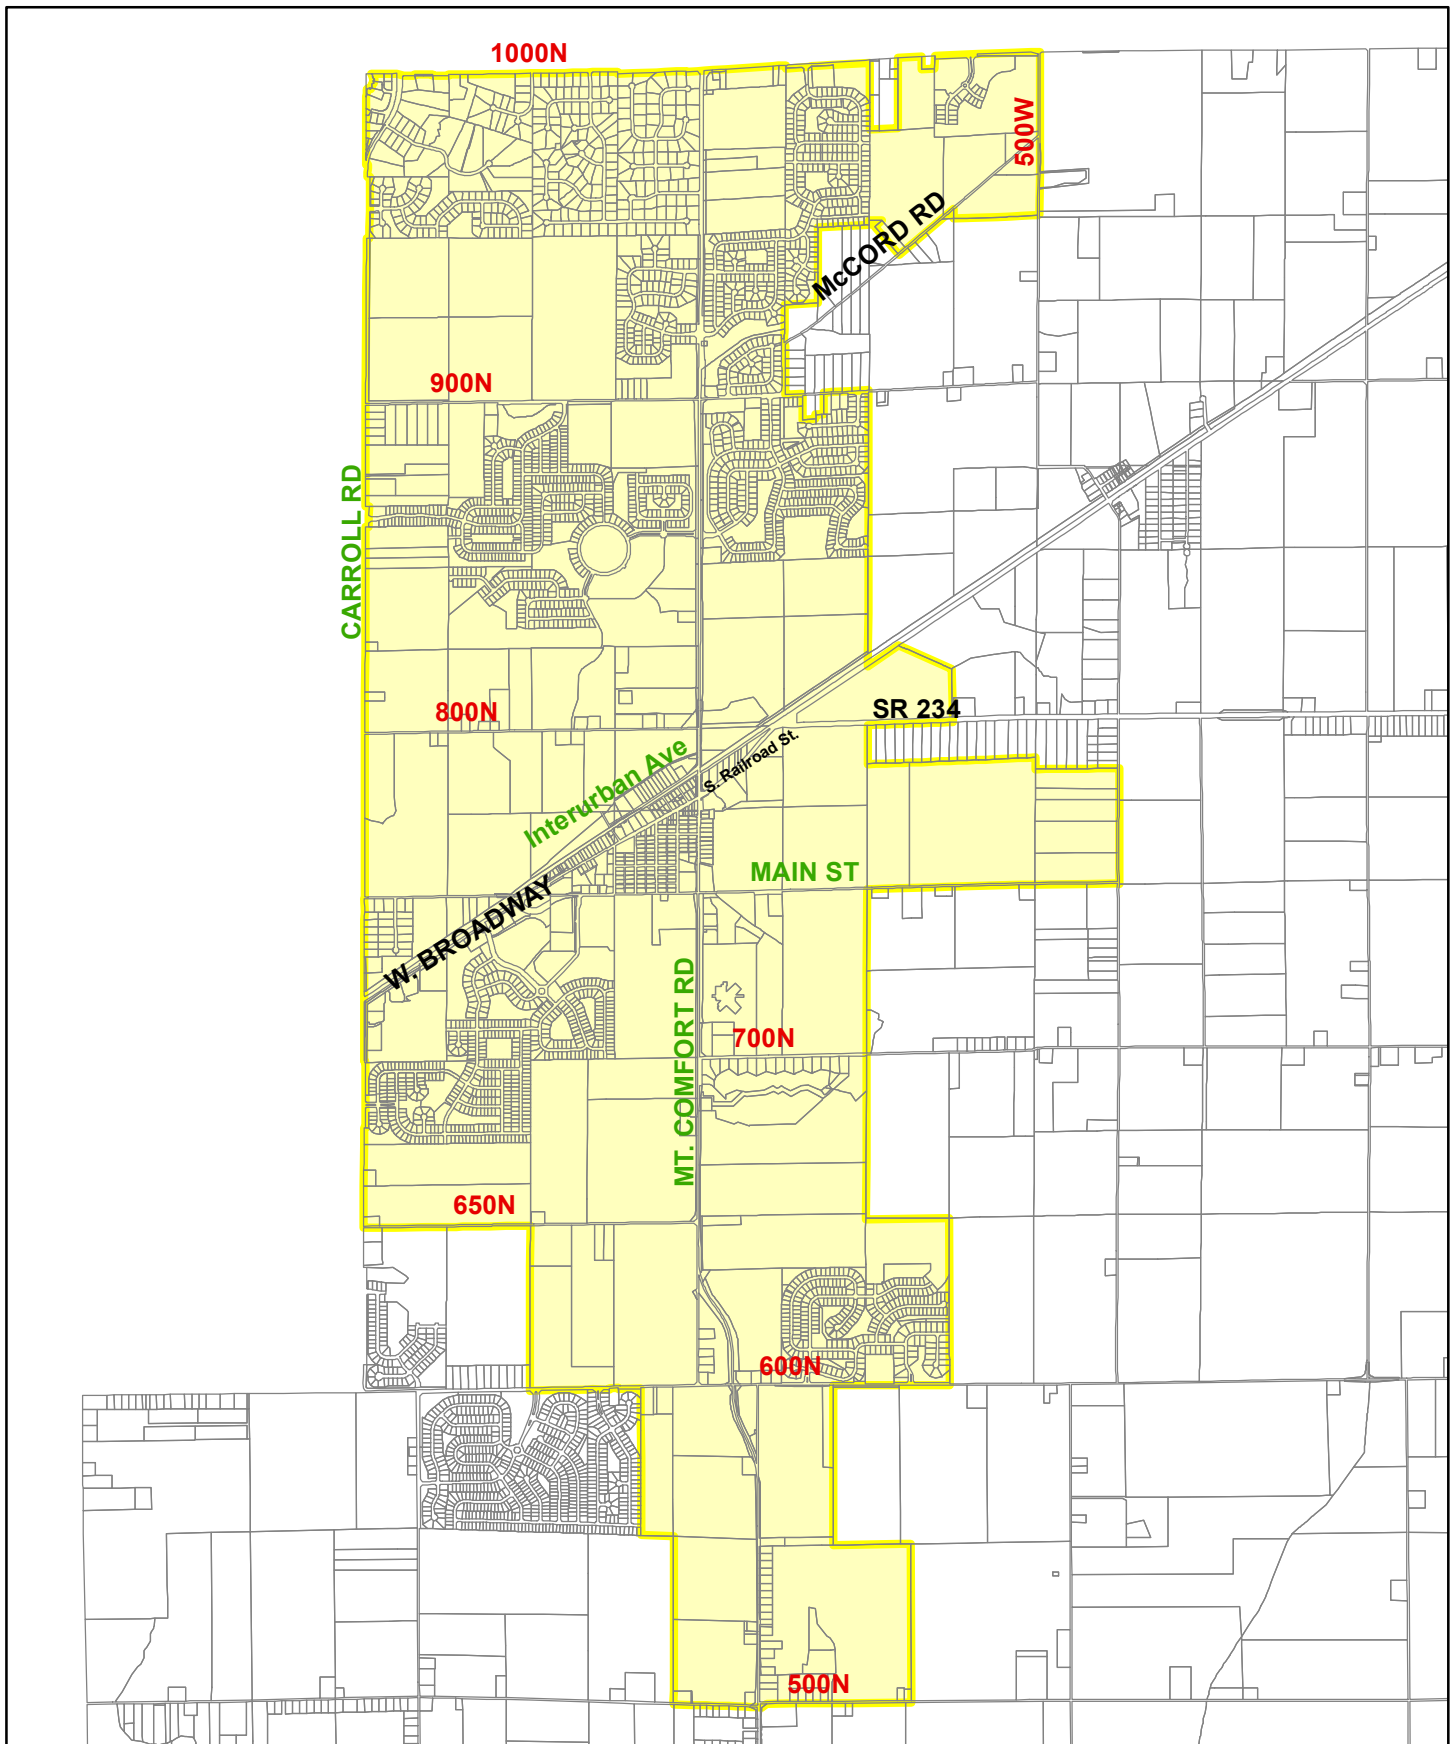 1000N
500W
McCORD RD
900N
CARROLL RD
800N
SR 234
Interurban Ave
S. Railroad St.
MAIN ST
W. BROADWAY
MT. COMFORT RD
700N
650N
600N
500N